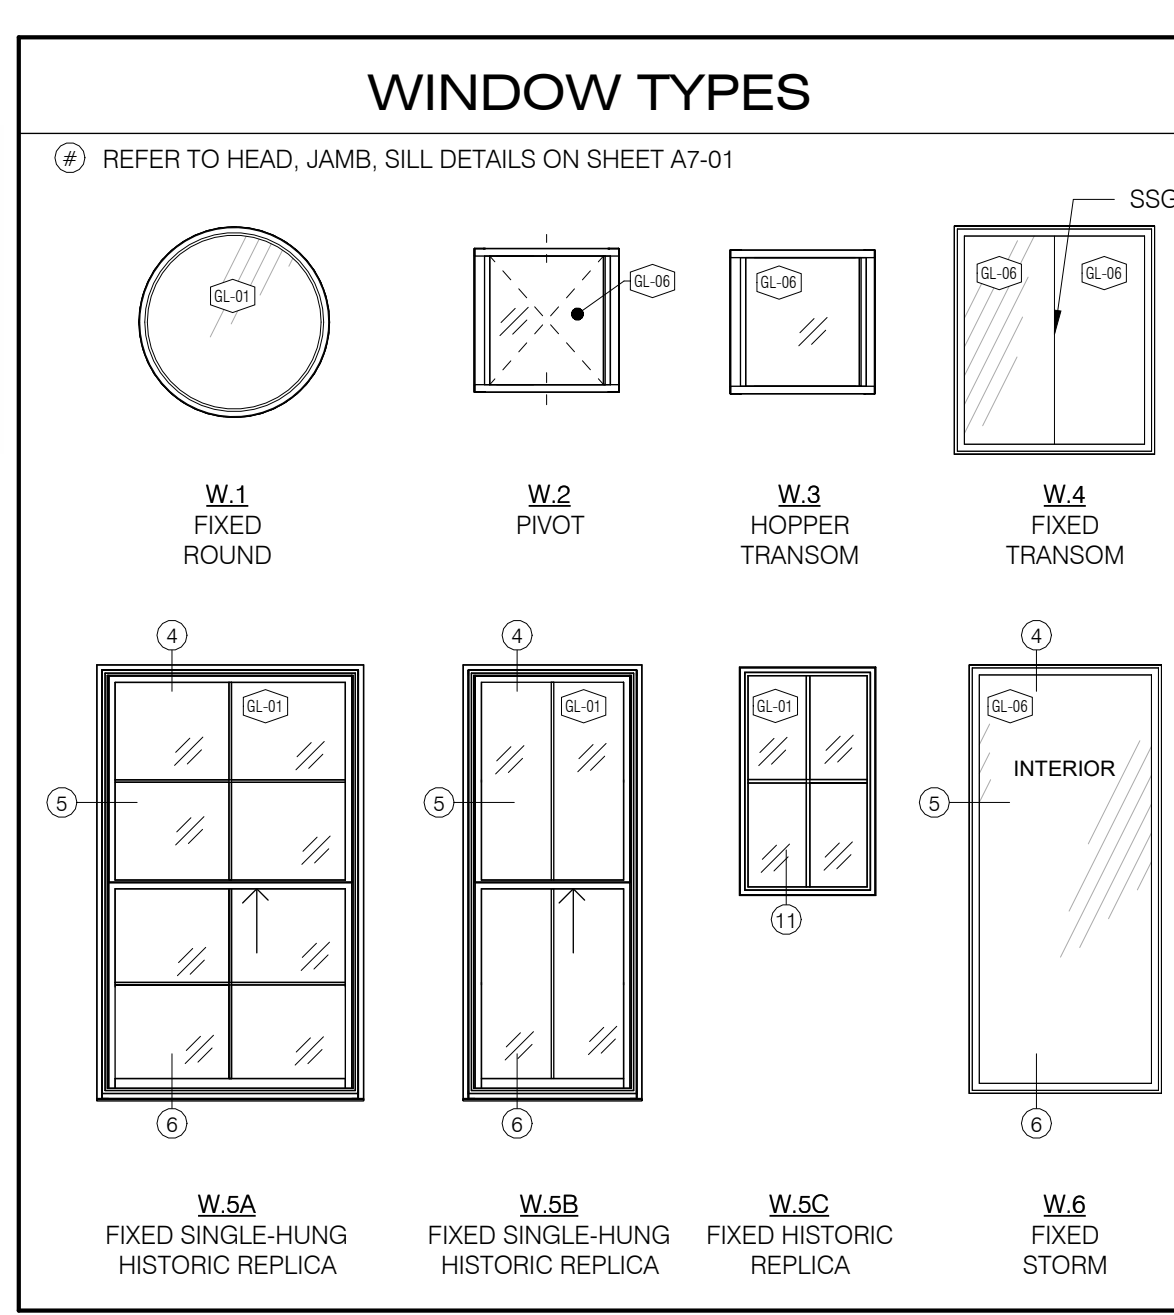 WINDOW TYPES
# REFER TO HEAD, JAMB, SILL DETAILS ON SHEET A7-01
SSG
GL-01
GL-06
GL-06
GL-06
GL-06
W.1
FIXED
ROUND
W.2
PIVOT
W.3
HOPPER
TRANSOM
W.4
FIXED
TRANSOM
4
GL-01
5
6
4
GL-01
5
6
GL-01
11
4
GL-06
INTERIOR
5
6
W.5A
FIXED SINGLE-HUNG
HISTORIC REPLICA
W.5B
FIXED SINGLE-HUNG
HISTORIC REPLICA
W.5C
FIXED HISTORIC
REPLICA
W.6
FIXED
STORM